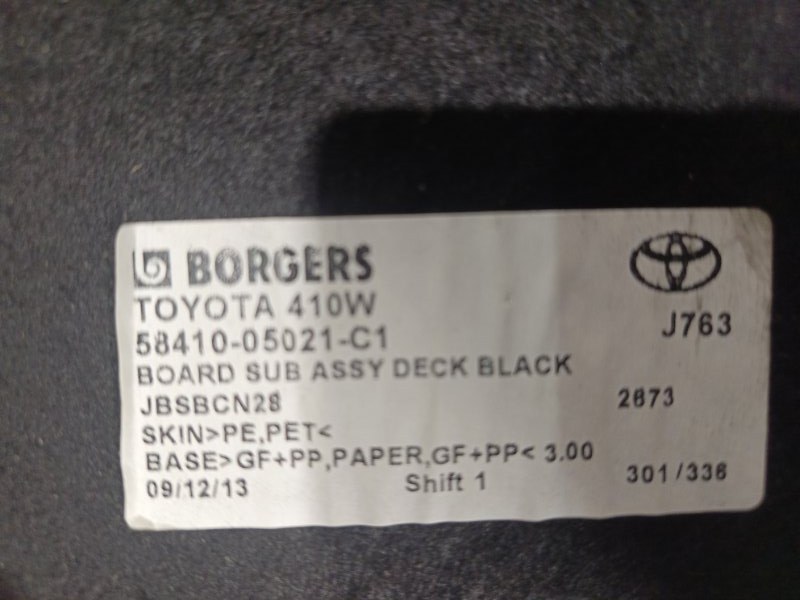 BORGERS
TOYOTA 410W
58410-05021-C1
J763
BOARD SUB ASSY DECK BLACK
JBSBCN28
2673
SKIN>PE,PET<
BASE>GF+PP,PAPER,GF+PP< 3.00
09/12/13
Shift 1
301/336